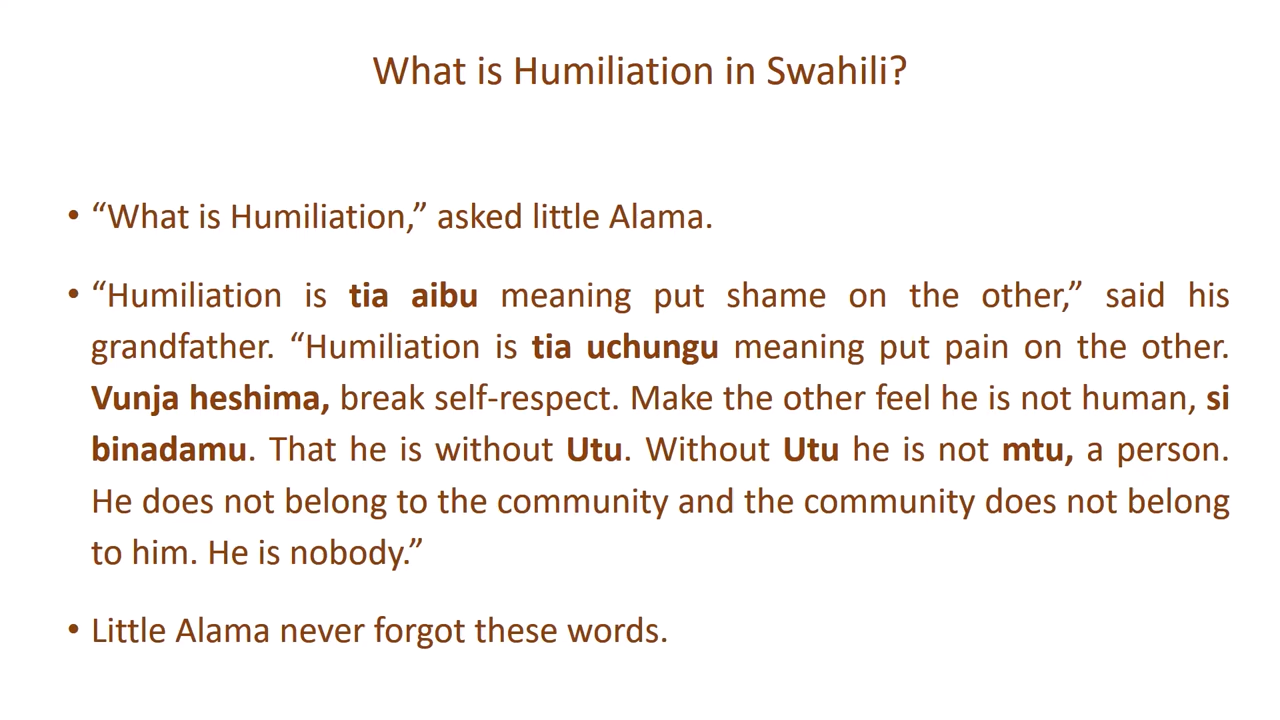 What is Humiliation in Swahili?
• “What is Humiliation,” asked little Alama.
• “Humiliation is tia aibu meaning put shame on the other,” said his
grandfather. “Humiliation is tia uchungu meaning put pain on the other.
Vunja heshima, break self-respect. Make the other feel he is not human, si
binadamu. That he is without Utu. Without Utu he is not mtu, a person.
He does not belong to the community and the community does not belong
to him. He is nobody.”
• Little Alama never forgot these words.